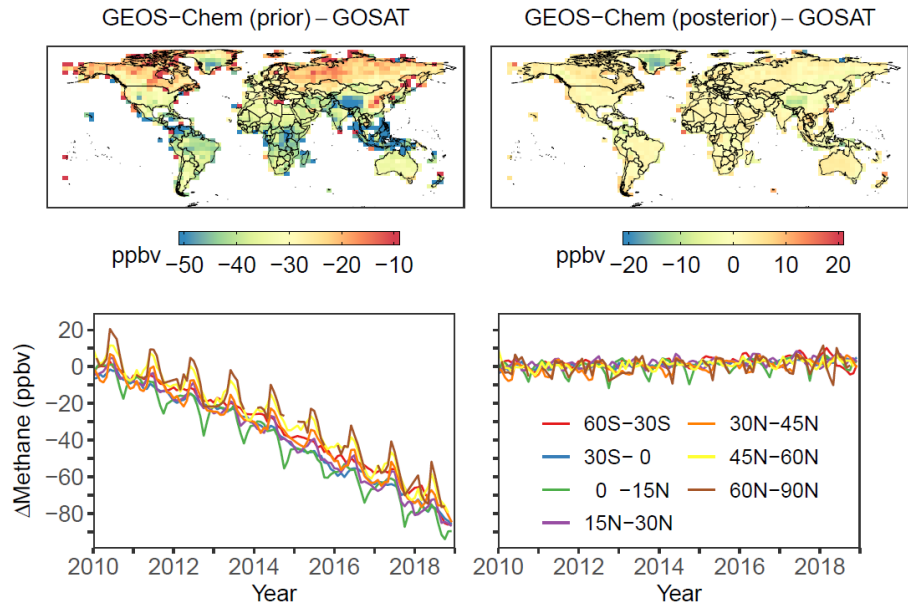 GEOS−Chem (prior) – GOSAT
GEOS−Chem (posterior) – GOSAT
ppbv −50 −40 −30 −20 −10
ppbv −20 −10 0 10 20
ΔMethane (ppbv)
20
0
−20
−40
−60
−80
2010 2012 2014 2016 2018
Year
60S−30S
30S− 0
0 −15N
15N−30N
30N−45N
45N−60N
60N−90N
2010 2012 2014 2016 2018
Year